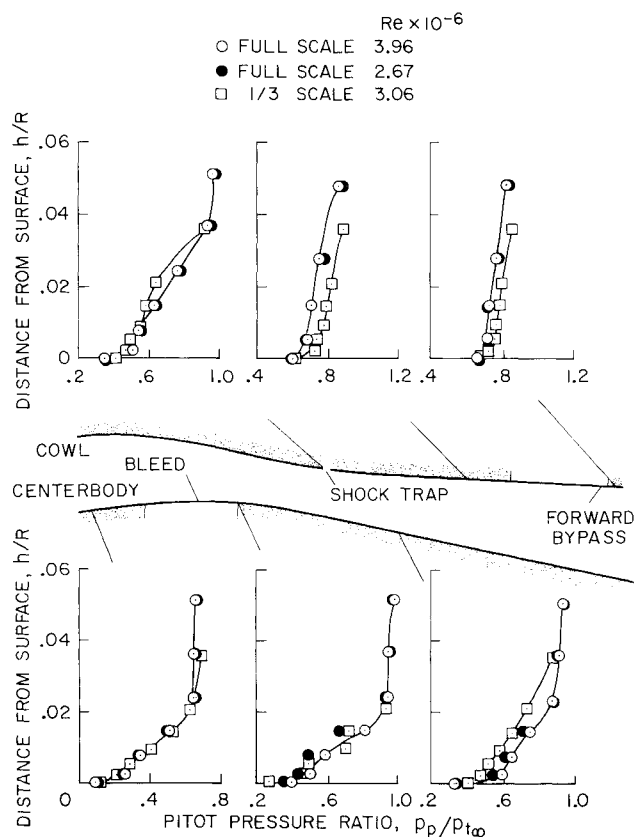 Re × 10⁻⁶
○ FULL SCALE 3.96
● FULL SCALE 2.67
□ 1/3 SCALE 3.06
DISTANCE FROM SURFACE, h/R
.06
.04
.02
0
.2 .6 1.0
.4 .8 1.2
.4 .8 1.2
COWL
BLEED
CENTERBODY
SHOCK TRAP
FORWARD
BYPASS
DISTANCE FROM SURFACE, h/R
.06
.04
.02
0
0 .4 .8
.2 .6 1.0
.2 .6 1.0
PITOT PRESSURE RATIO, p_p/p_t∞